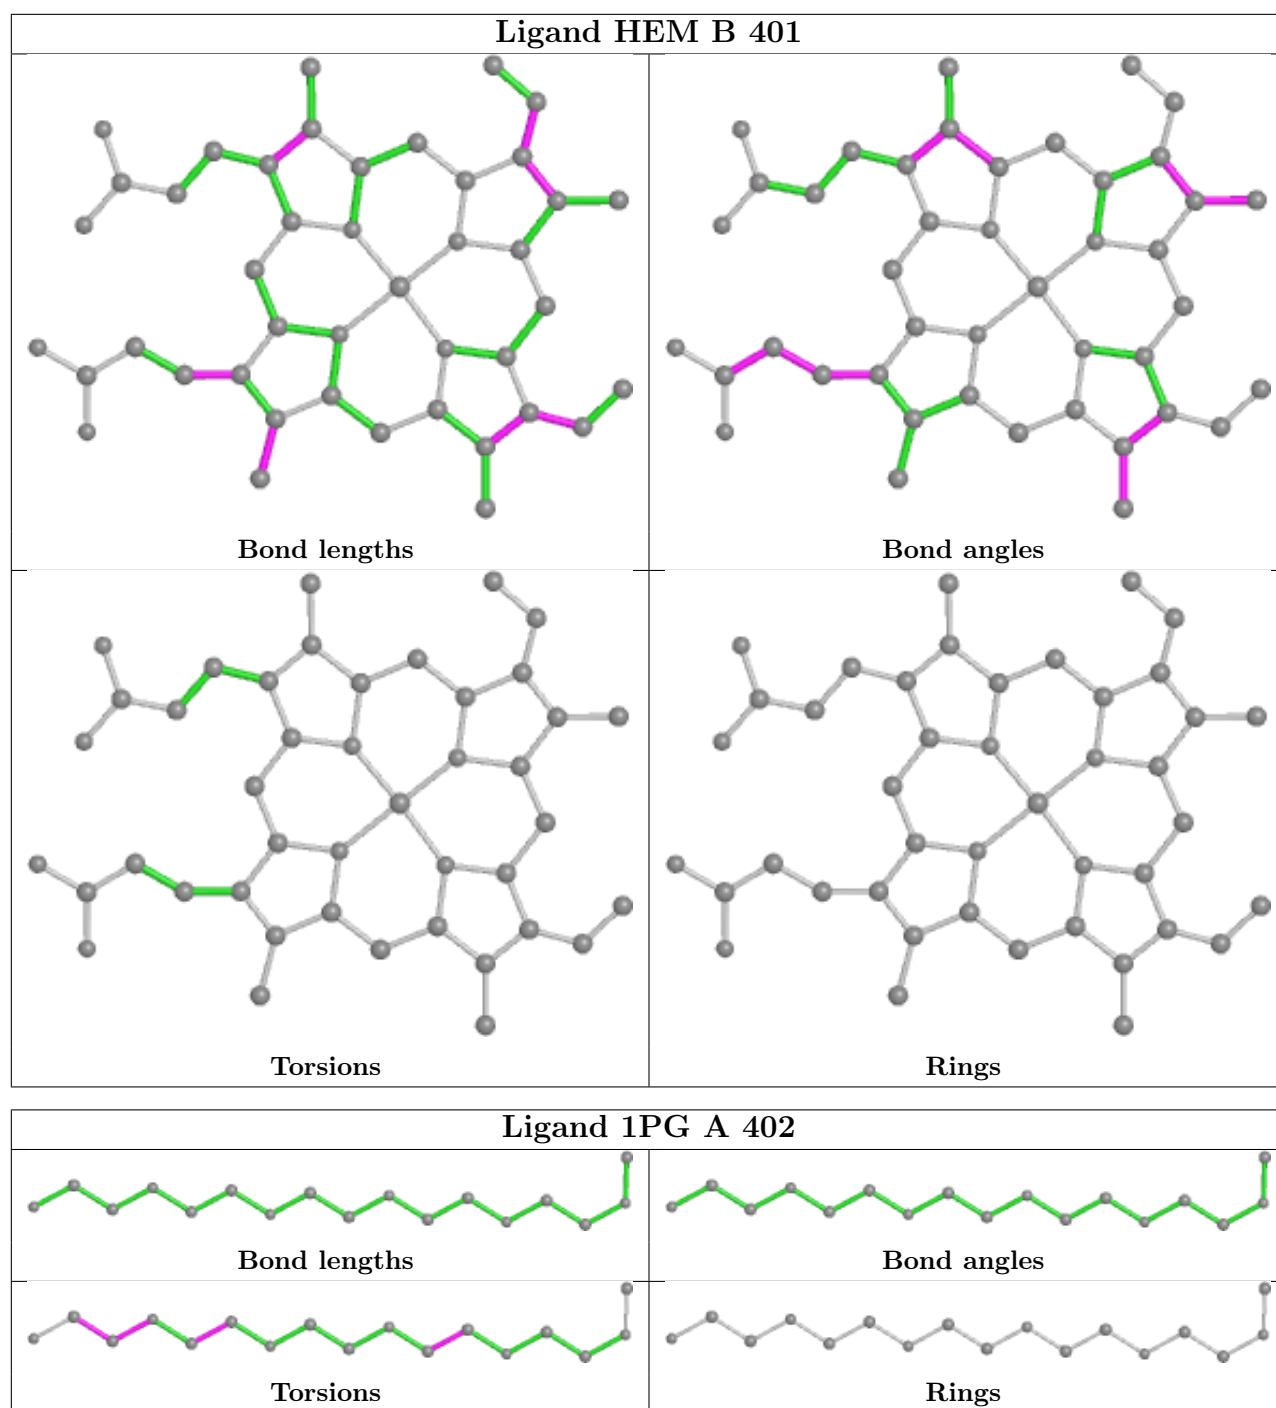 Ligand HEM B 401
Bond lengths
Bond angles
Torsions
Rings
Ligand 1PG A 402
Bond lengths
Bond angles
Torsions
Rings